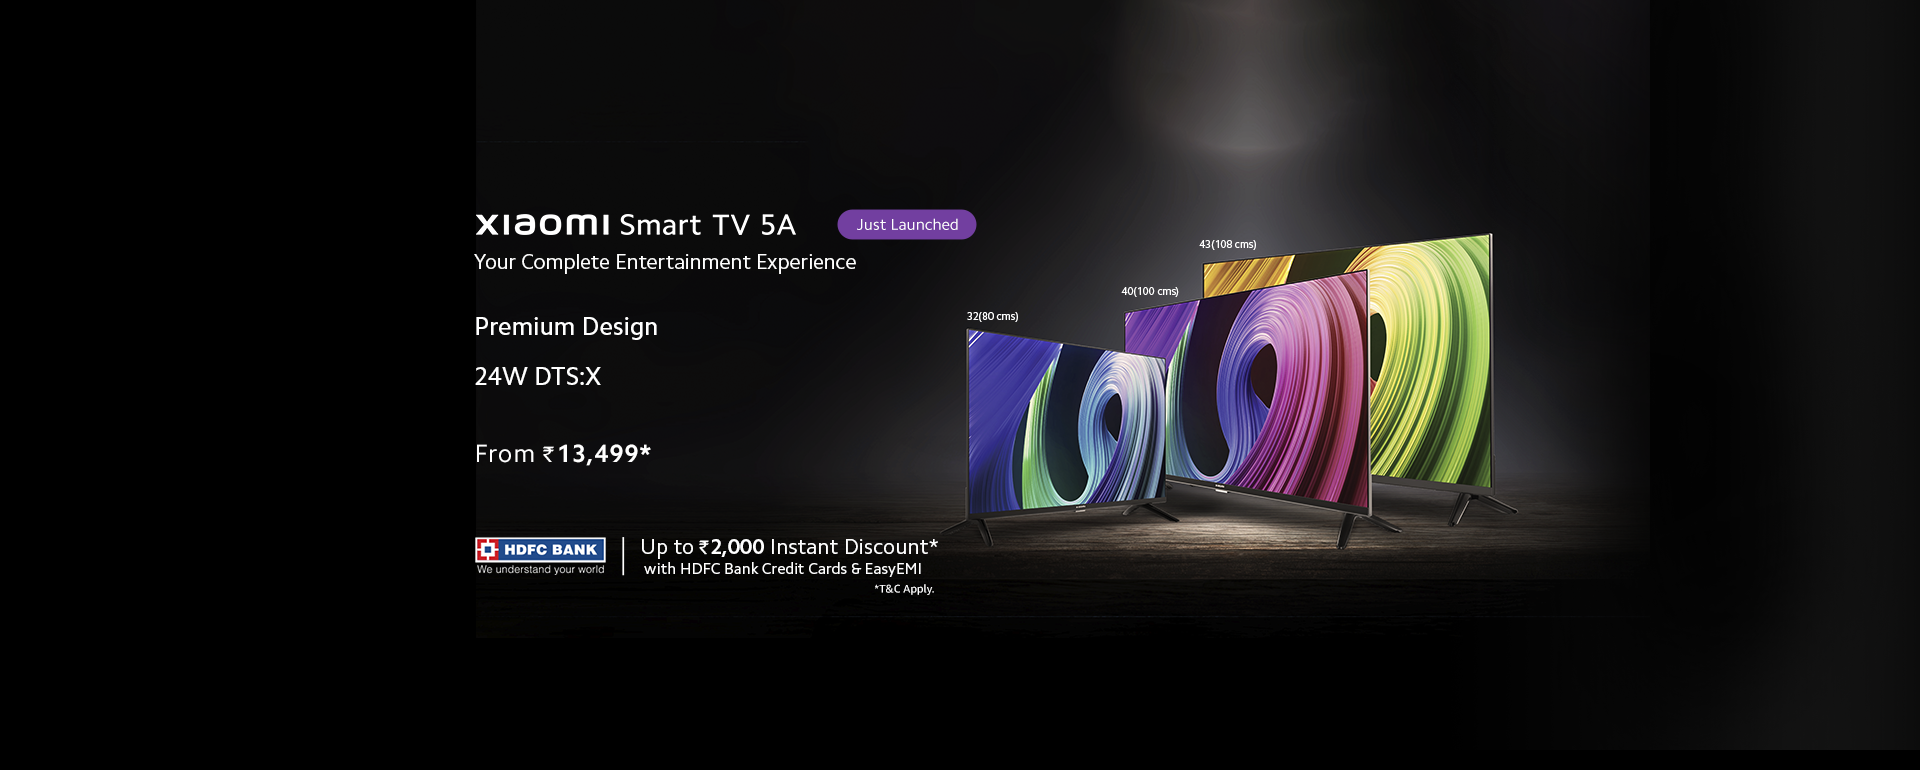 xiaomi Smart TV 5A
Just Launched
Your Complete Entertainment Experience
Premium Design
24W DTS:X
From ₹13,499*
HDFC BANK
We understand your world
Up to ₹2,000 Instant Discount*
with HDFC Bank Credit Cards & EasyEMI
*T&C Apply.
32(80 cms)
40(100 cms)
43(108 cms)